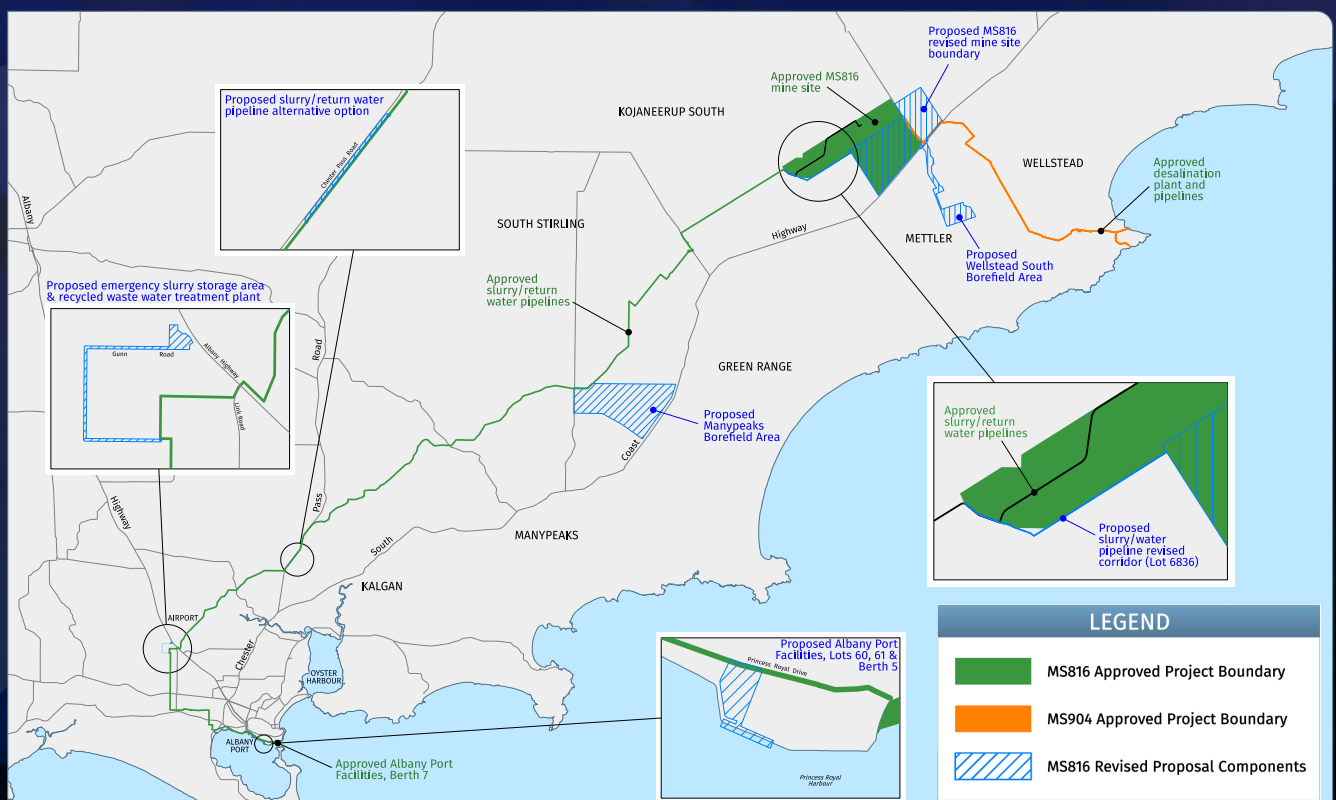 Proposed MS816
revised mine site
boundary
Approved MS816
mine site
KOJANEERUP SOUTH
Proposed slurry/return water
pipeline alternative option
Chester Pass Road
WELLSTEAD
Approved
desalination
plant and
pipelines
Albany
SOUTH STIRLING
Highway
METTLER
Proposed
Wellstead South
Borefield Area
Approved
slurry/return
water pipelines
Proposed emergency slurry storage area
& recycled waste water treatment plant
Gunn Road
Albany Highway
Link Road
Road
GREEN RANGE
Proposed
Manypeaks
Borefield Area
Coast
Approved
slurry/return
water pipelines
Proposed
slurry/water
pipeline revised
corridor (Lot 6836)
Highway
Pass
South
MANYPEAKS
KALGAN
AIRPORT
Chester
OYSTER
HARBOUR
ALBANY
PORT
Approved Albany Port
Facilities, Berth 7
Proposed Albany Port
Facilities, Lots 60, 61 &
Berth 5
Princess Royal Drive
Princess Royal
Harbour
LEGEND
MS816 Approved Project Boundary
MS904 Approved Project Boundary
MS816 Revised Proposal Components